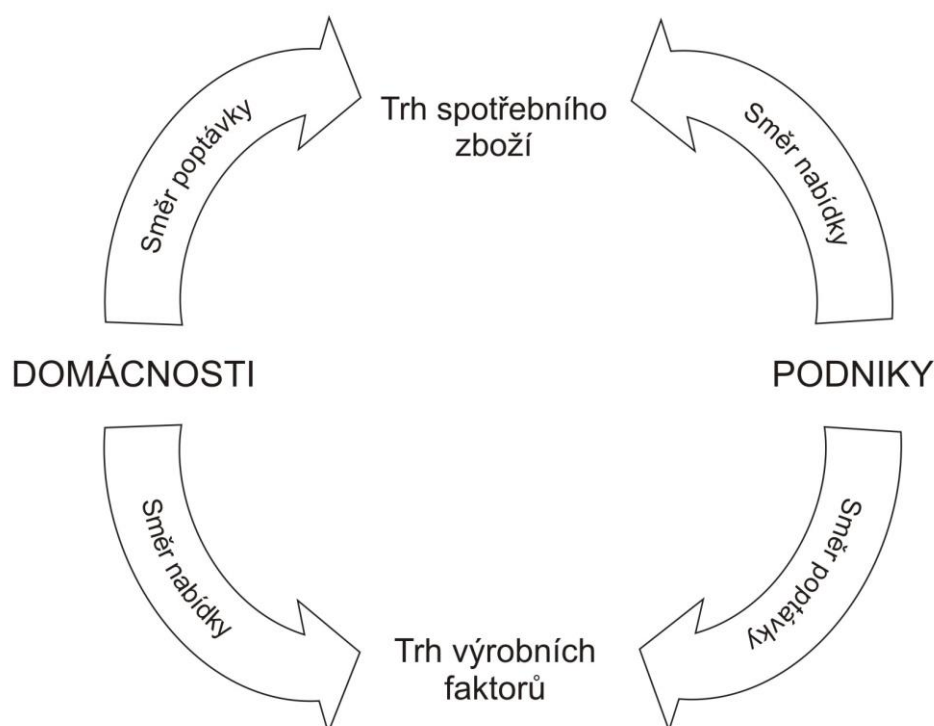 Trh spotřebního
zboží
Směr poptávky
Směr nabídky
DOMÁCNOSTI
PODNIKY
Směr nabídky
Směr poptávky
Trh výrobních
faktorů